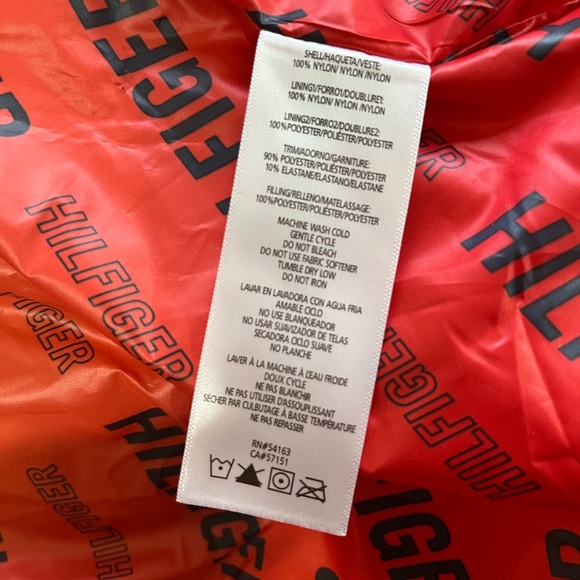 SHELL/HAQUETA/VESTE:
100% NYLON/ NYLON /NYLON
LINING1/FORRO1/DOUBLURE1:
100% NYLON/ NYLON /NYLON
LINING2/FORRO2/DOUBLURE2:
100%POLYESTER/POLIÉSTER/POLYESTER
TRIM/ADORNO/GARNITURE:
90% POLYESTER/POLIÉSTER/POLYESTER
10% ELASTANE/ELASTANO/ELASTANE
FILLING/RELLENO/MATELASSAGE:
100%POLYESTER/POLIÉSTER/POLYESTER
MACHINE WASH COLD
GENTLE CYCLE
DO NOT BLEACH
DO NOT USE FABRIC SOFTENER
TUMBLE DRY LOW
DO NOT IRON
LAVAR EN LAVADORA CON AGUA FRIA
AMABLE CICLO
NO USE BLANQUEADOR
NO USAR SUAVIZADOR DE TELAS
SECADORA CICLO SUAVE
NO PLANCHE
LAVER À LA MACHINE À L'EAU FROIDE
DOUX CYCLE
NE PAS BLANCHIR
NE PAS UTILISER D'ASSOUPLISSANT
SÉCHER PAR CULBUTAGE À BASSE TEMPÉRATURE
NE PAS REPASSER
RN#54163
CA#57151
HILFIGER
HILFIGER
HILFIGER
HILFIGER